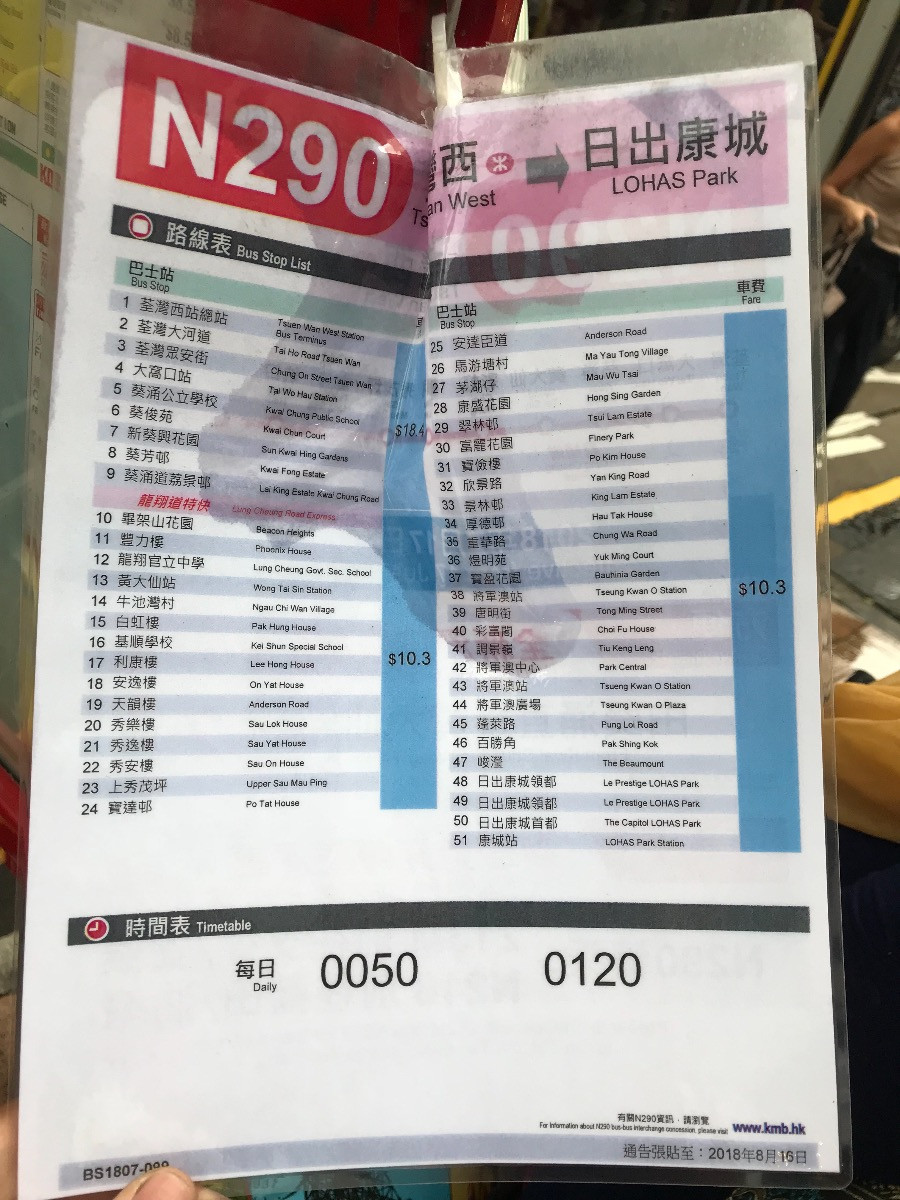 N290
西 → 日出康城
Tsuen Wan West LOHAS Park
路線表 Bus Stop List
巴士站
Bus Stop
1 荃灣西站總站 Tsuen Wan West Station Bus Terminus
2 荃灣大河道 Tai Ho Road Tsuen Wan
3 荃灣眾安街 Chung On Street Tsuen Wan
4 大窩口站 Tai Wo Hau Station
5 葵涌公立學校 Kwai Chung Public School
6 葵俊苑 Kwai Chun Court
7 新葵興花園 Sun Kwai Hing Gardens
8 葵芳邨 Kwai Fong Estate
9 葵涌道荔景邨 Lai King Estate Kwai Chung Road
$18.4
龍翔道特快 Lung Cheung Road Express
10 畢架山花園 Beacon Heights
11 豐力樓 Phoenix House
12 龍翔官立中學 Lung Cheung Govt. Sec. School
13 黃大仙站 Wong Tai Sin Station
14 牛池灣村 Ngau Chi Wan Village
15 白虹樓 Pak Hung House
16 基順學校 Kei Shun Special School
17 利康樓 Lee Hong House
18 安逸樓 On Yat House
19 天韻樓 Anderson Road
20 秀樂樓 Sau Lok House
21 秀逸樓 Sau Yat House
22 秀安樓 Sau On House
23 上秀茂坪 Upper Sau Mau Ping
24 寶達邨 Po Tat House
$10.3
巴士站 車費
Bus Stop Fare
25 安達臣道 Anderson Road
26 馬游塘村 Ma Yau Tong Village
27 茅湖仔 Mau Wu Tsai
28 康盛花園 Hong Sing Garden
29 翠林邨 Tsui Lam Estate
30 富麗花園 Finery Park
31 寶儉樓 Po Kim House
32 欣景路 Yan King Road
33 景林邨 King Lam Estate
34 厚德邨 Hau Tak House
35 重華路 Chung Wa Road
36 煜明苑 Yuk Ming Court
37 寶盈花園 Bauhinia Garden
38 將軍澳站 Tseung Kwan O Station
39 唐明街 Tong Ming Street
40 彩富閣 Choi Fu House
41 調景嶺 Tiu Keng Leng
42 將軍澳中心 Park Central
43 將軍澳站 Tsueng Kwan O Station
44 將軍澳廣場 Tseung Kwan O Plaza
45 蓬萊路 Pung Loi Road
46 百勝角 Pak Shing Kok
47 峻瀅 The Beaumount
48 日出康城領都 Le Prestige LOHAS Park
49 日出康城領都 Le Prestige LOHAS Park
50 日出康城首都 The Capitol LOHAS Park
51 康城站 LOHAS Park Station
$10.3
時間表 Timetable
每日 0050 0120
Daily
有關N290資訊，請瀏覽
For Information about N290 bus-bus interchange concession, please visit www.kmb.hk
通告張貼至：2018年8月16日
BS1807-099